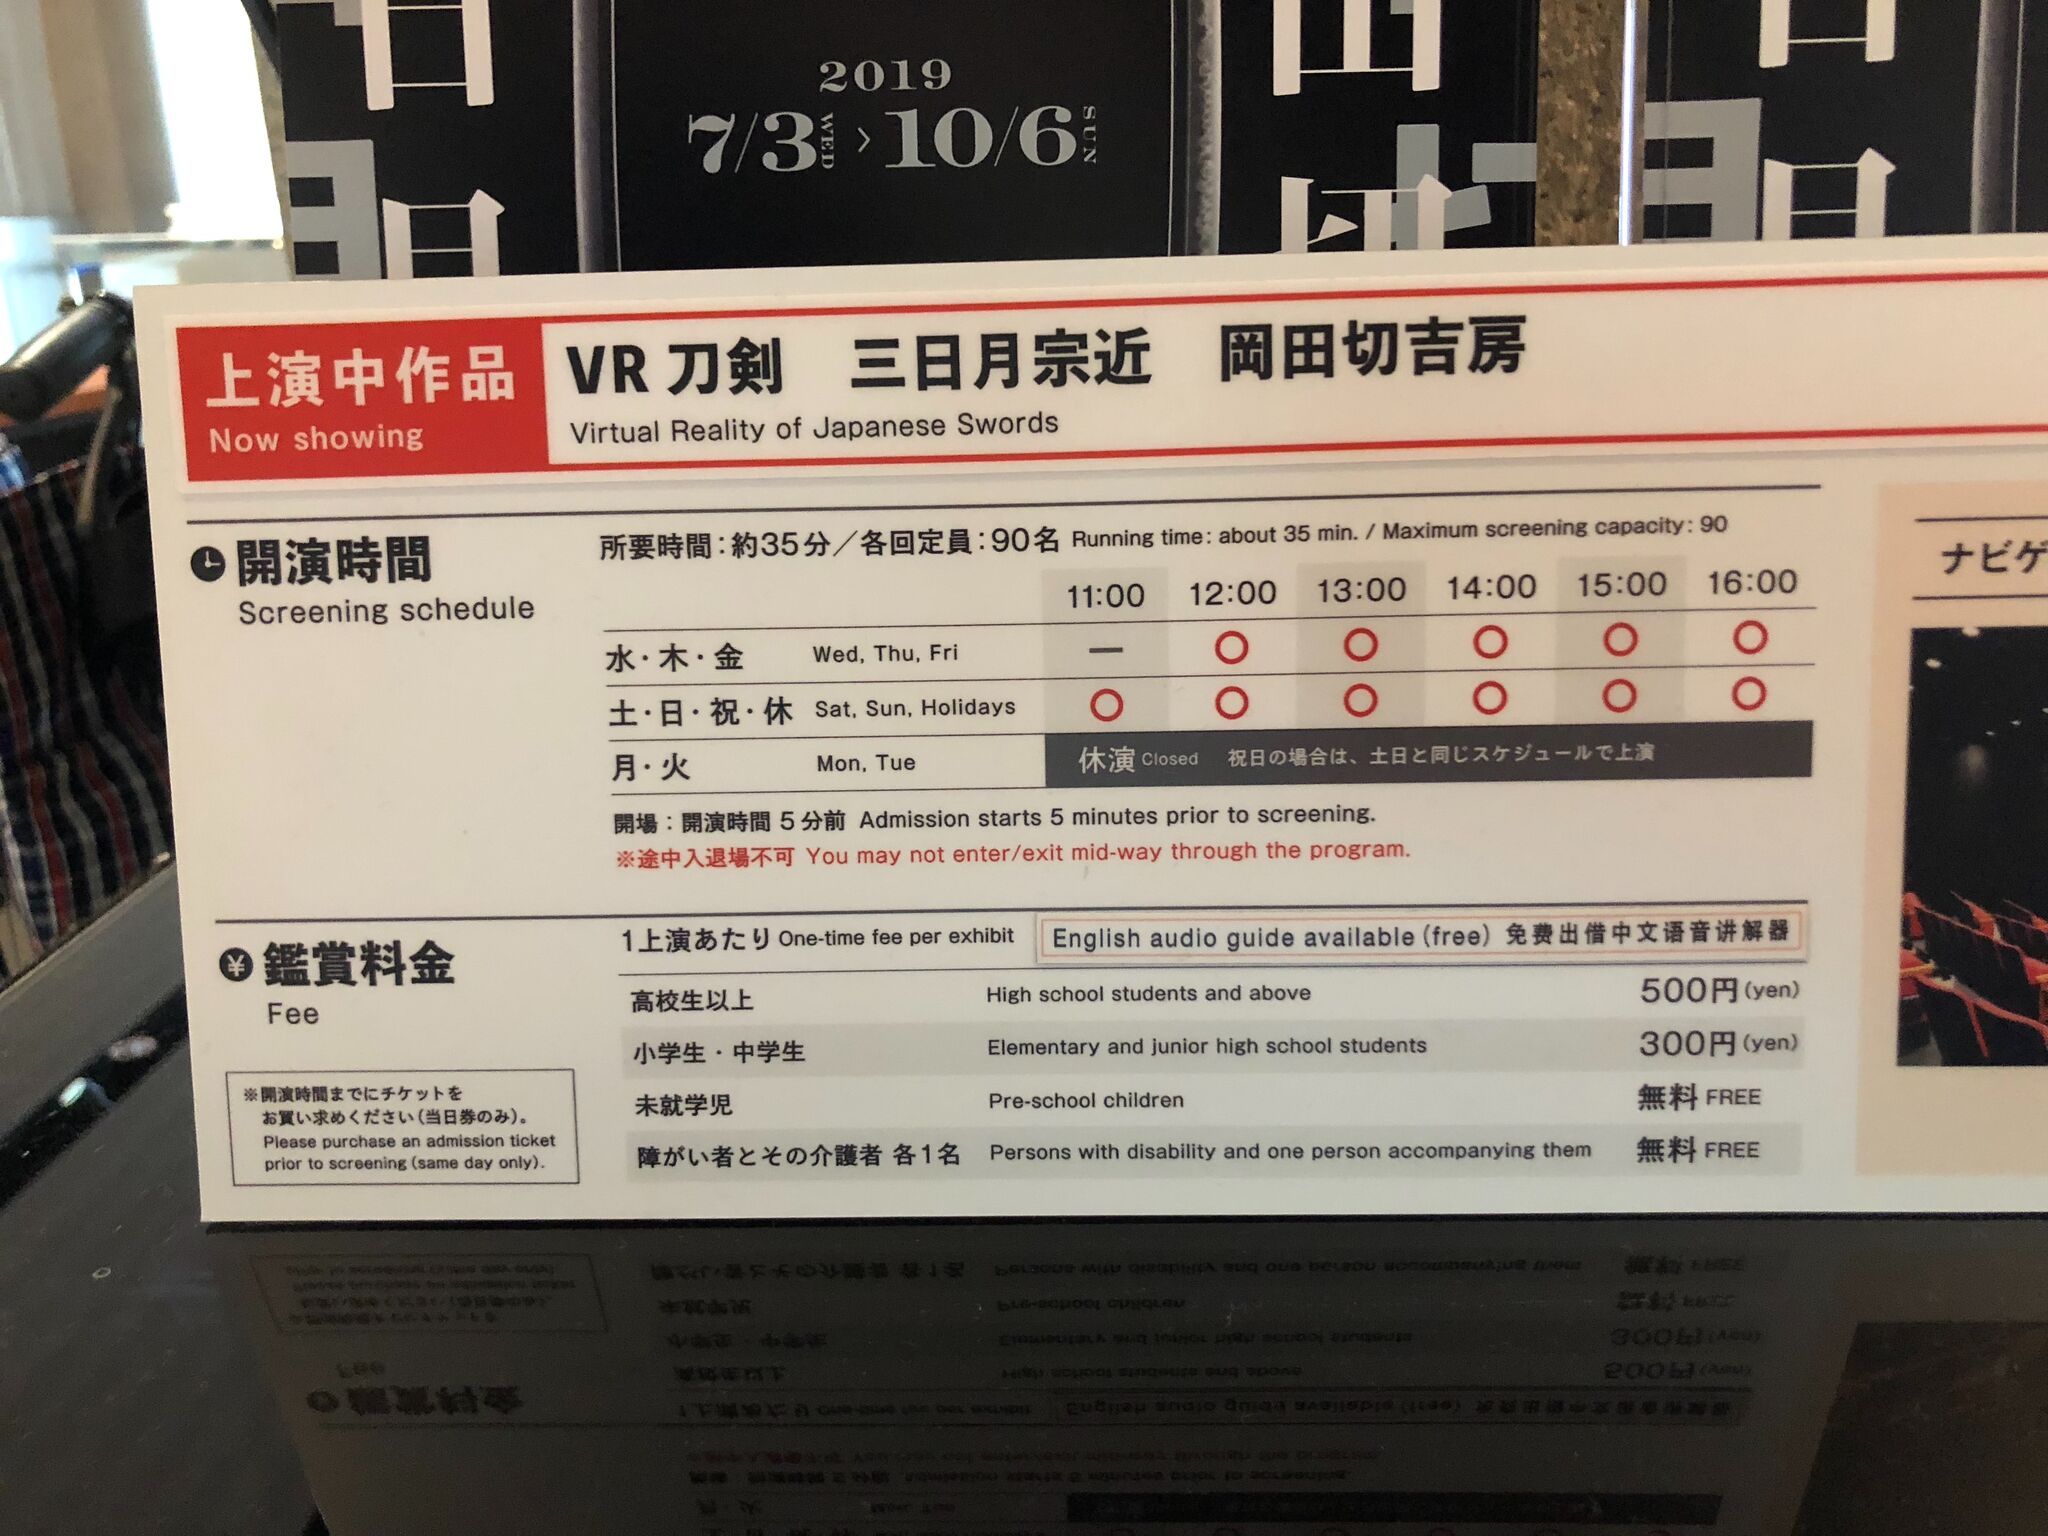 2019
7/3 WED > 10/6 SUN
上演中作品
Now showing
VR 刀剣 三日月宗近 岡田切吉房
Virtual Reality of Japanese Swords
開演時間
Screening schedule
所要時間:約35分/各回定員:90名 Running time: about 35 min. / Maximum screening capacity: 90
11:00 12:00 13:00 14:00 15:00 16:00
水・木・金 Wed, Thu, Fri — ○ ○ ○ ○ ○
土・日・祝・休 Sat, Sun, Holidays ○ ○ ○ ○ ○ ○
月・火 Mon, Tue 休演 Closed 祝日の場合は、土日と同じスケジュールで上演
開場:開演時間 5分前 Admission starts 5 minutes prior to screening.
※途中入退場不可 You may not enter/exit mid-way through the program.
¥ 鑑賞料金
Fee
1上演あたり One-time fee per exhibit English audio guide available (free) 免费出借中文语音讲解器
高校生以上 High school students and above 500円 (yen)
小学生・中学生 Elementary and junior high school students 300円 (yen)
未就学児 Pre-school children 無料 FREE
障がい者とその介護者 各1名 Persons with disability and one person accompanying them 無料 FREE
※開演時間までにチケットを
お買い求めください(当日券のみ)。
Please purchase an admission ticket
prior to screening (same day only).
ナビゲ